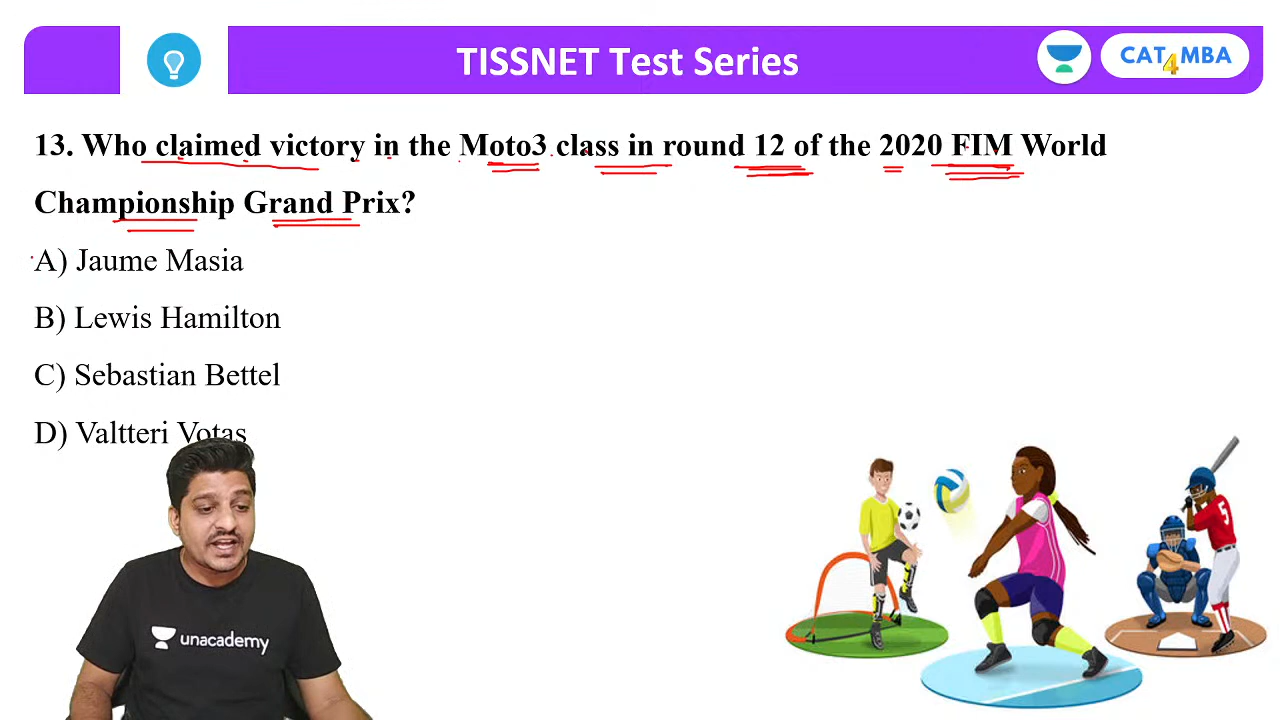 TISSNET Test Series
CAT4MBA
13. Who claimed victory in the Moto3 class in round 12 of the 2020 FIM World
Championship Grand Prix?
A) Jaume Masia
B) Lewis Hamilton
C) Sebastian Bettel
D) Valtteri Votas
unacademy
5